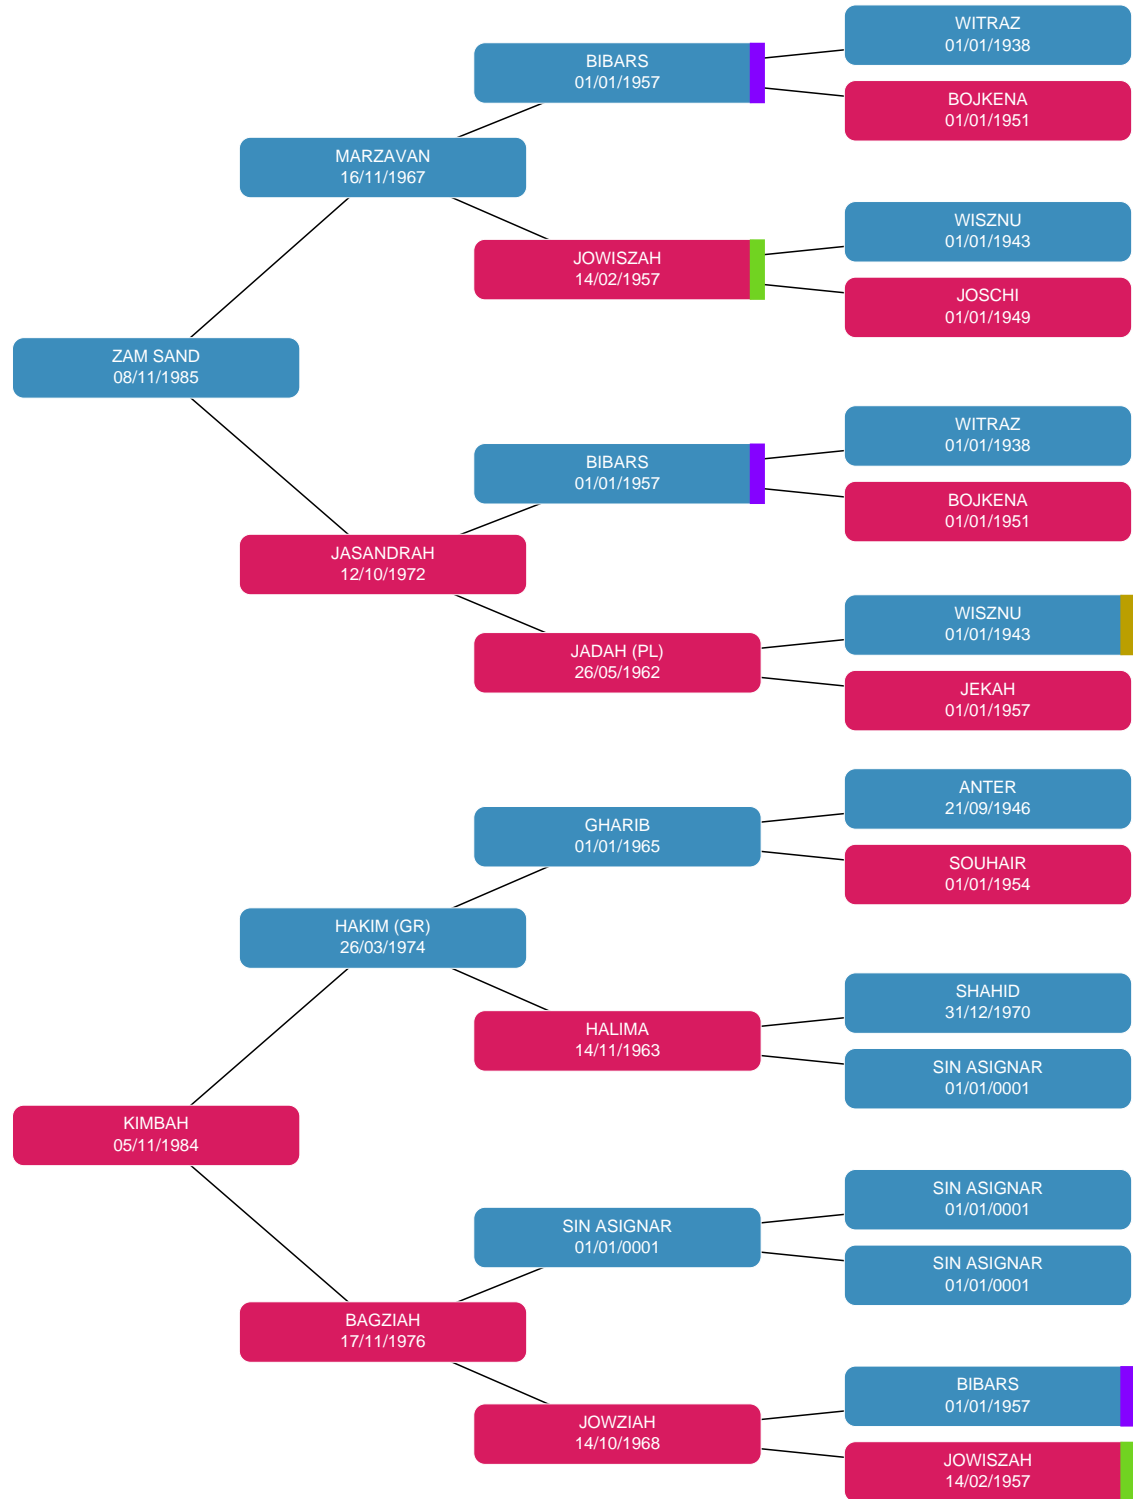 WITRAZ
01/01/1938
BIBARS
01/01/1957
BOJKENA
01/01/1951
MARZAVAN
16/11/1967
WISZNU
01/01/1943
JOWISZAH
14/02/1957
JOSCHI
01/01/1949
ZAM SAND
08/11/1985
WITRAZ
01/01/1938
BIBARS
01/01/1957
BOJKENA
01/01/1951
JASANDRAH
12/10/1972
WISZNU
01/01/1943
JADAH (PL)
26/05/1962
JEKAH
01/01/1957
ANTER
21/09/1946
GHARIB
01/01/1965
SOUHAIR
01/01/1954
HAKIM (GR)
26/03/1974
SHAHID
31/12/1970
HALIMA
14/11/1963
SIN ASIGNAR
01/01/0001
KIMBAH
05/11/1984
SIN ASIGNAR
01/01/0001
SIN ASIGNAR
01/01/0001
SIN ASIGNAR
01/01/0001
BAGZIAH
17/11/1976
BIBARS
01/01/1957
JOWZIAH
14/10/1968
JOWISZAH
14/02/1957